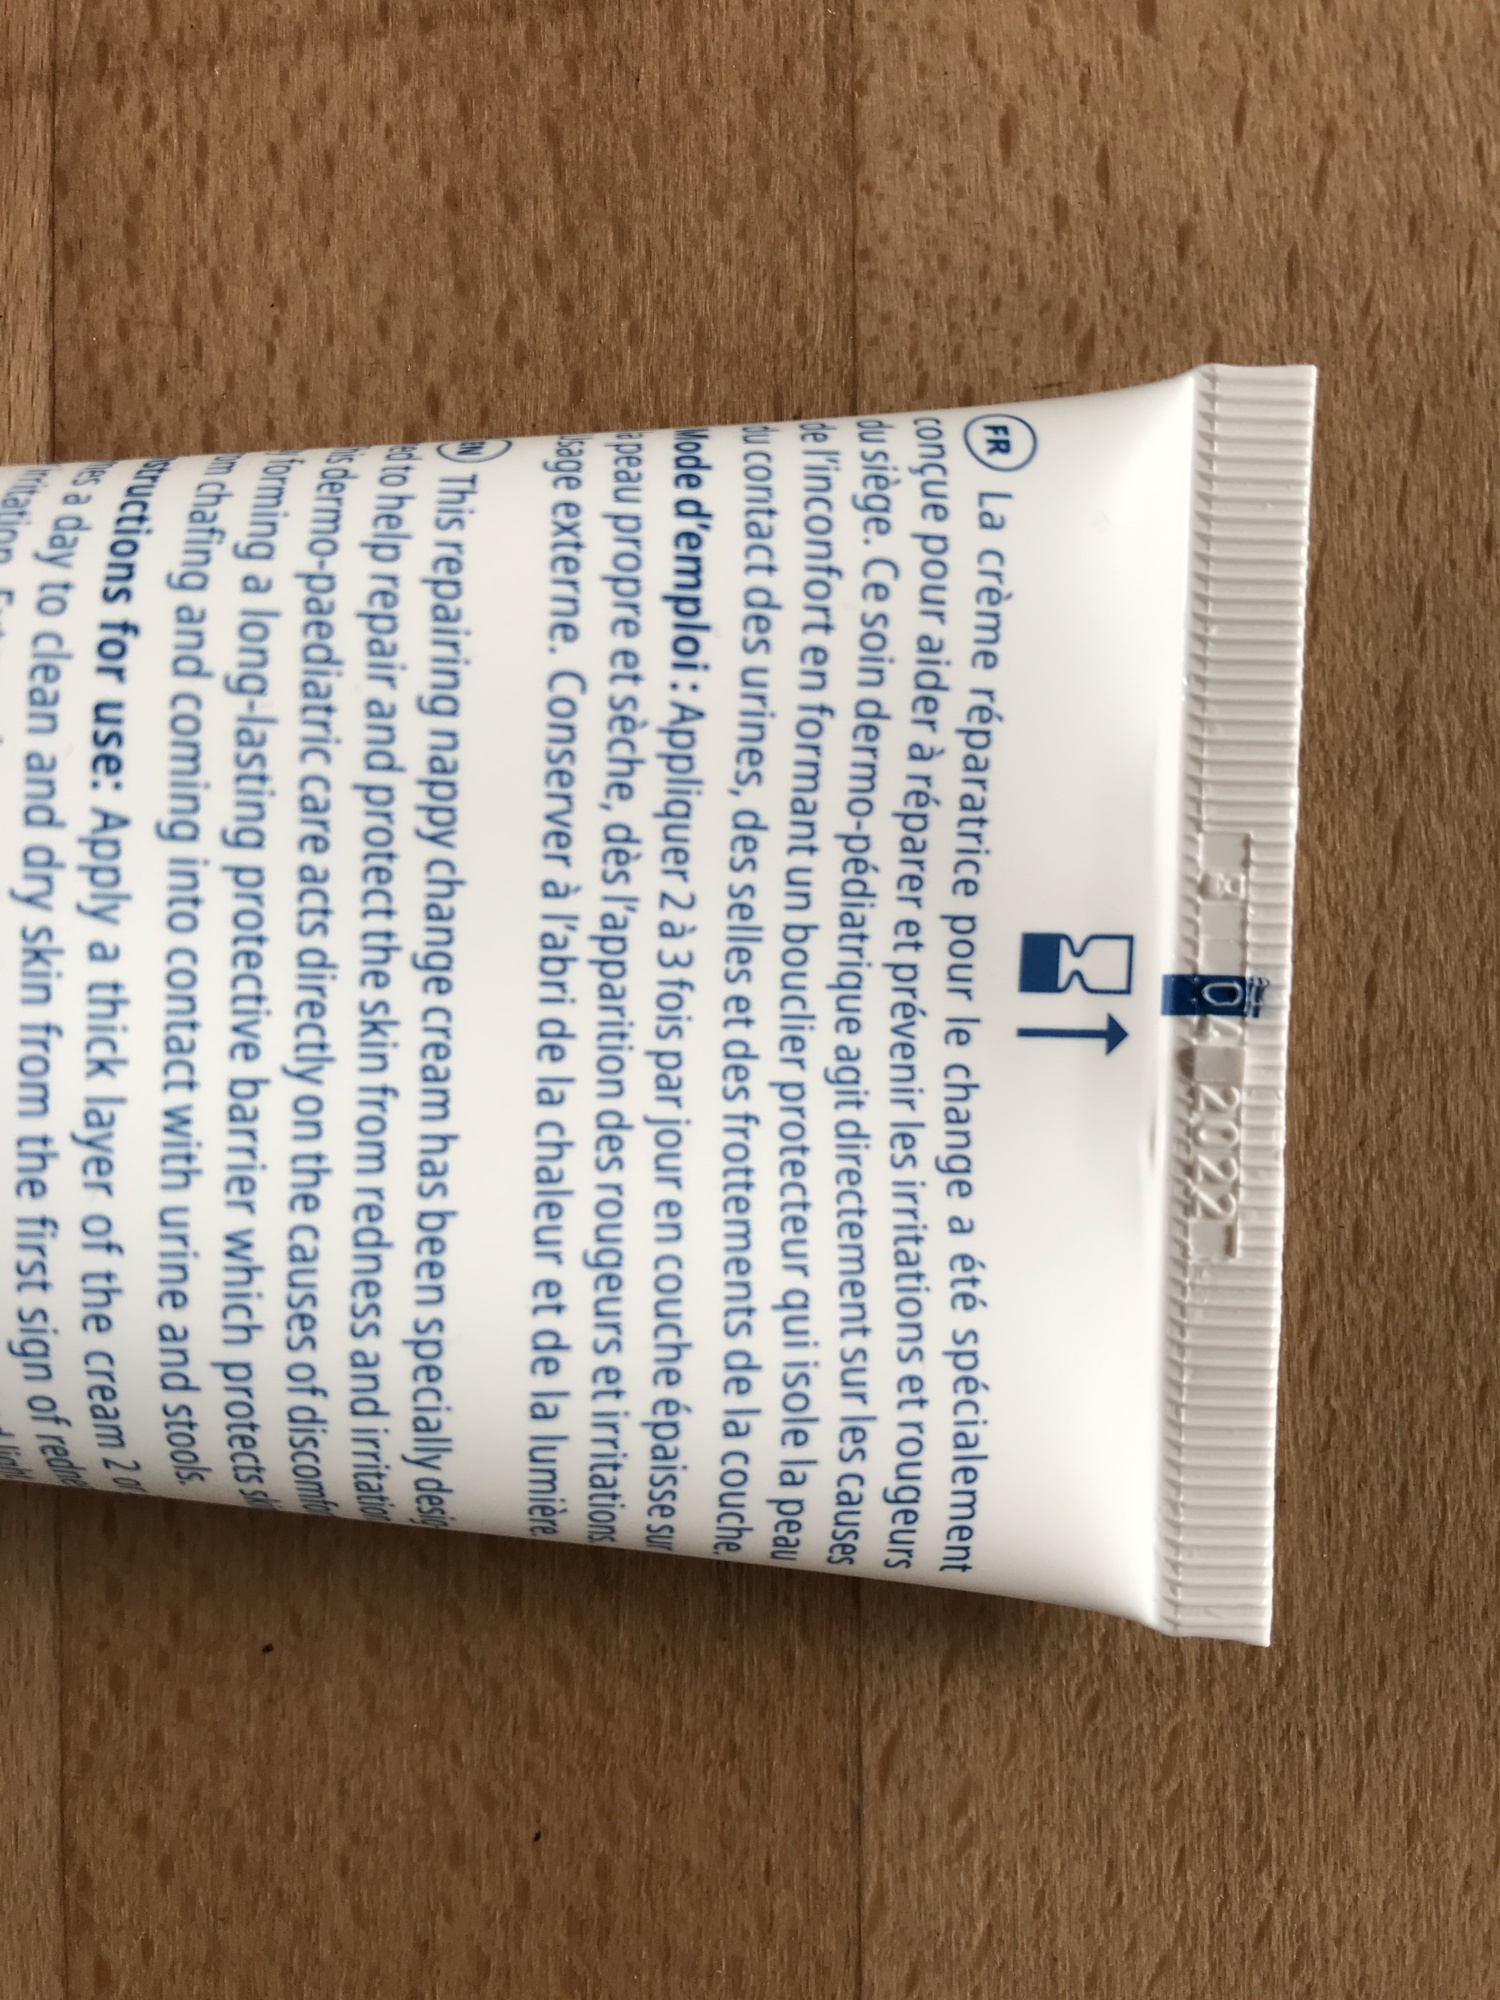 04 2022
FR La crème réparatrice pour le change a été spécialement
conçue pour aider à réparer et prévenir les irritations et rougeurs
du siège. Ce soin dermo-pédiatrique agit directement sur les causes
de l'inconfort en formant un bouclier protecteur qui isole la peau
du contact des urines, des selles et des frottements de la couche.
Mode d'emploi : Appliquer 2 à 3 fois par jour en couche épaisse sur
peau propre et sèche, dès l'apparition des rougeurs et irritations.
Usage externe. Conserver à l'abri de la chaleur et de la lumière.
EN This repairing nappy change cream has been specially
to help repair and protect the skin from redness and
dermo-paediatric care acts directly on the causes of
forming a long-lasting protective barrier which protects
chafing and coming into contact with urine and stools.
for use: Apply a thick layer of the cream 2 or
a day to clean and dry skin from the first sign of